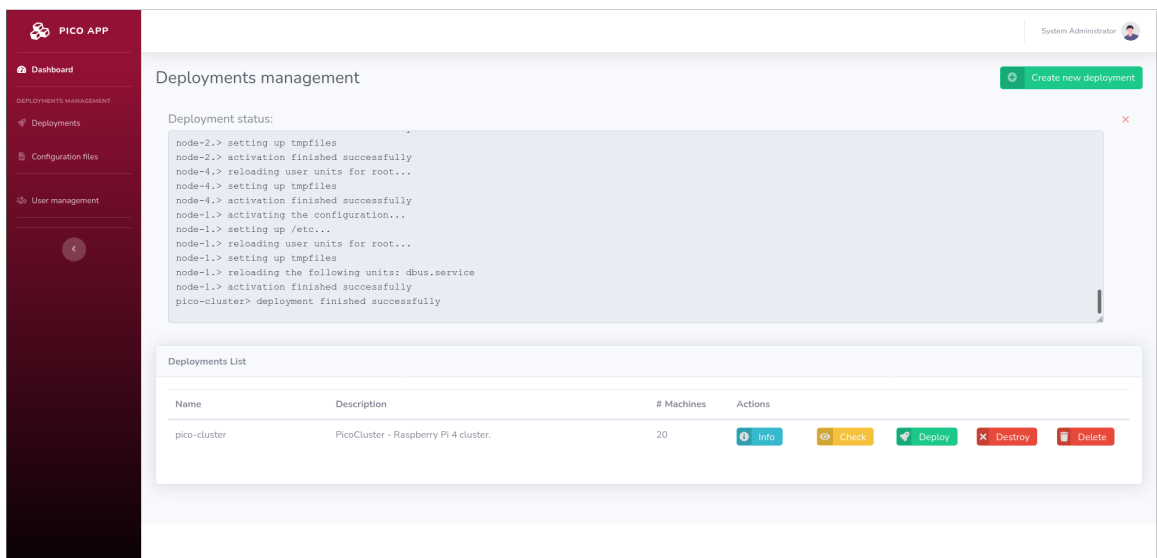 PICO APP
System Administrator
Dashboard
DEPLOYMENTS MANAGEMENT
Deployments
Configuration files
User management
Deployments management
Create new deployment
Deployment status:
node-2.> setting up tmpfiles
node-2.> activation finished successfully
node-4.> reloading user units for root...
node-4.> setting up tmpfiles
node-4.> activation finished successfully
node-1.> activating the configuration...
node-1.> setting up /etc...
node-1.> reloading user units for root...
node-1.> setting up tmpfiles
node-1.> reloading the following units: dbus.service
node-1.> activation finished successfully
pico-cluster> deployment finished successfully
Deployments List
Name Description # Machines Actions
pico-cluster PicoCluster - Raspberry Pi 4 cluster. 20 Info Check Deploy Destroy Delete